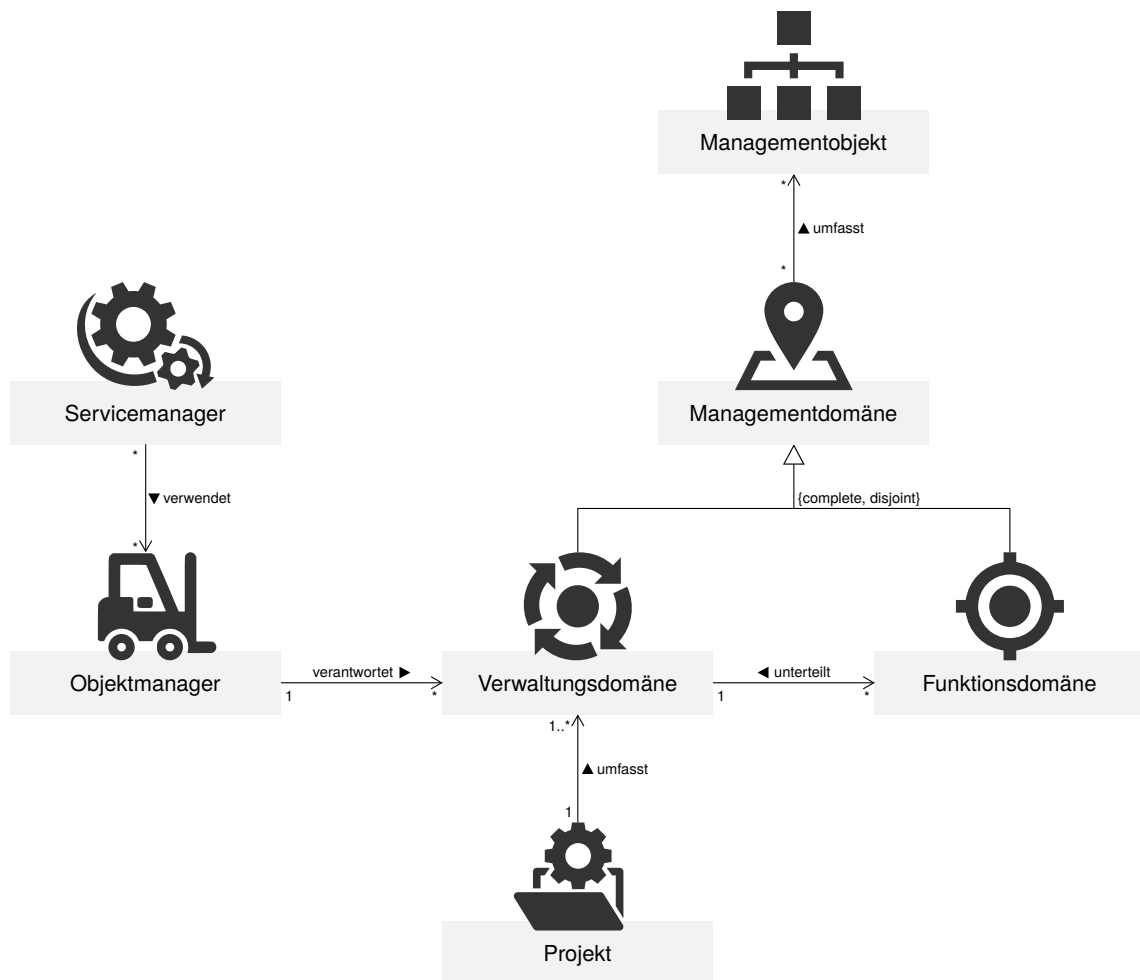 Managementobjekt
*
▲ umfasst
*
Managementdomäne
Servicemanager
*
▼ verwendet
*
{complete, disjoint}
Objektmanager
verantwortet ►
1
*
Verwaltungsdomäne
◄ unterteilt
1
*
Funktionsdomäne
1..*
▲ umfasst
1
Projekt